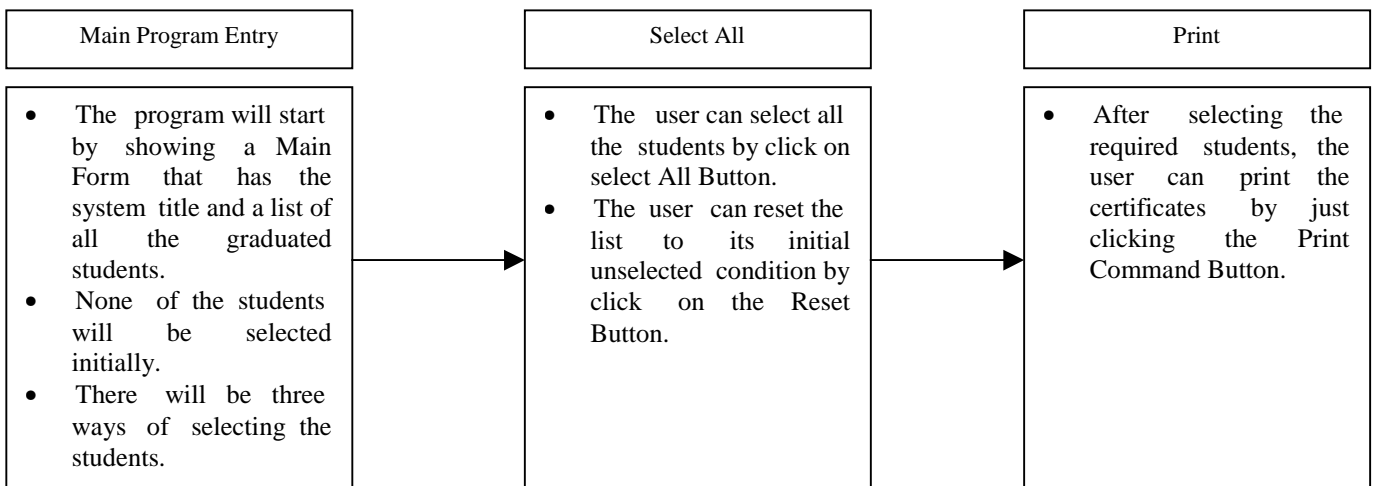 Main Program Entry
• The program will start
by showing a Main
Form that has the
system title and a list of
all the graduated
students.
• None of the students
will be selected
initially.
• There will be three
ways of selecting the
students.
Select All
• The user can select all
the students by click on
select All Button.
• The user can reset the
list to its initial
unselected condition by
click on the Reset
Button.
Print
• After selecting the
required students, the
user can print the
certificates by just
clicking the Print
Command Button.